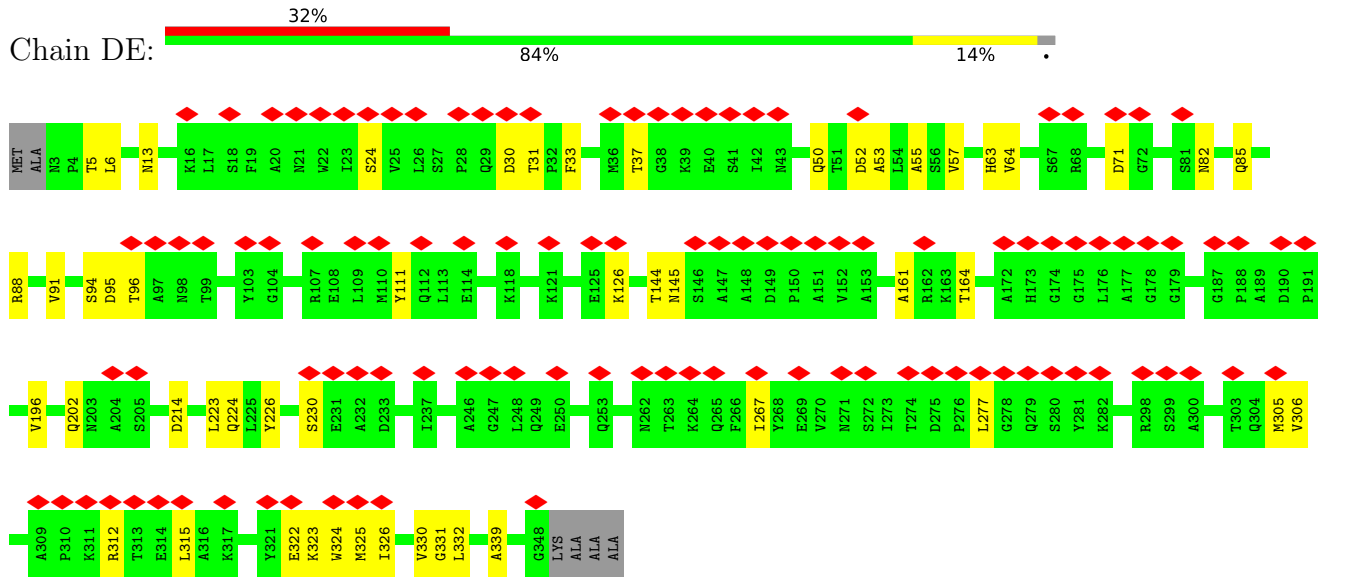 32%
Chain DE:
84% 14% •
MET ALA N3 P4 T5 L6 N13 K16 L17 S18 F19 A20 N21 W22 I23 S24 V25 L26 S27 P28 Q29 D30 T31 P32 F33 M36 T37 G38 K39 E40 S41 I42 N43 Q50 T51 D52 A53 L54 A55 S56 V57 H63 V64 S67 R68 D71 G72 S81 N82 Q85
R88 V91 S94 D95 T96 A97 N98 T99 Y103 G104 R107 E108 L109 M110 Y111 Q112 L113 E114 K118 K121 E125 K126 T144 N145 S146 A147 A148 D149 P150 A151 V152 A153 A161 R162 K163 T164 A172 H173 G174 G175 L176 A177 G178 G179 G187 P188 A189 D190 P191
V196 Q202 N203 A204 S205 D214 L223 Q224 L225 Y226 S230 E231 A232 D233 I237 A246 G247 L248 Q249 E250 Q253 N262 T263 K264 Q265 F266 I267 Y268 E269 V270 N271 S272 I273 T274 D275 P276 L277 G278 Q279 S280 Y281 K282 R298 S299 A300 T303 Q304 M305 V306
A309 P310 K311 R312 T313 E314 L315 A316 K317 Y321 E322 K323 W324 M325 I326 V330 G331 L332 A339 G348 LYS ALA ALA ALA